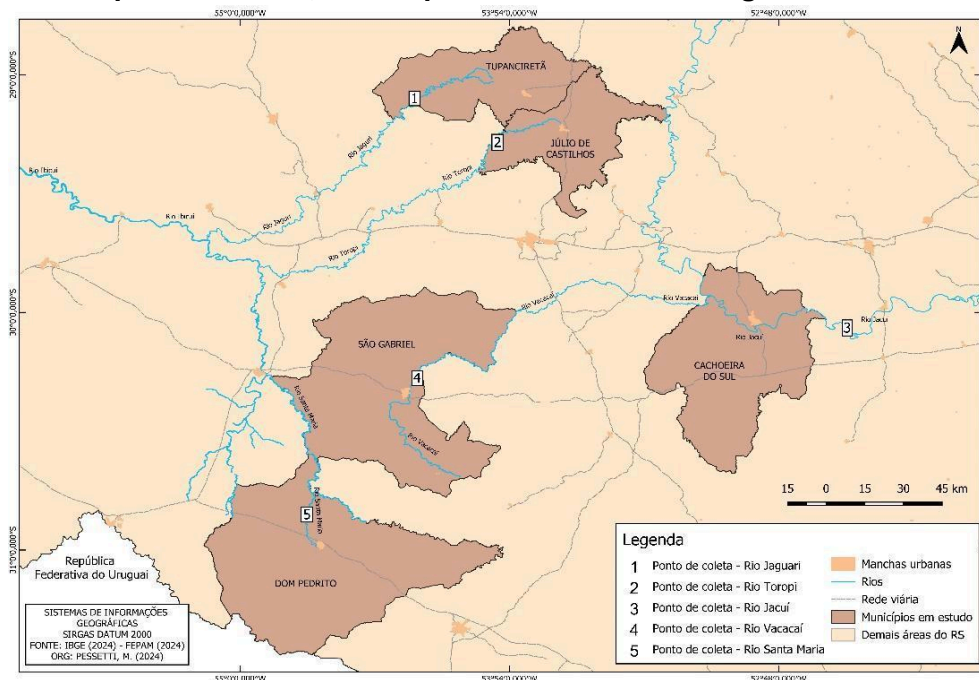 55°0'0,000"W
53°54'0,000"W
52°48'0,000"W
N
29°0'0,000"S
TUPANCIRETÃ
1
2
JÚLIO DE
CASTILHOS
Rio Jaguari
Rio Toropi
Rio Ibicuí
Rio Ibicuí
Rio Jaguari
Rio Toropi
30°0'0,000"S
Rio Vacacaí
Rio Vacacaí
Rio Jacuí
3
Rio Jacuí
SÃO GABRIEL
4
CACHOEIRA
DO SUL
Rio Santa Maria
Rio Vacacaí
15 0 15 30 45 km
5
Rio Santa Maria
31°0'0,000"S
República
Federativa do Uruguai
DOM PEDRITO
SISTEMAS DE INFORMAÇÕES
GEOGRÁFICAS
SIRGAS DATUM 2000
FONTE: IBGE (2024) - FEPAM (2024)
ORG: PESSETTI, M. (2024)
Legenda
1 Ponto de coleta - Rio Jaguari
2 Ponto de coleta - Rio Toropi
3 Ponto de coleta - Rio Jacuí
4 Ponto de coleta - Rio Vacacaí
5 Ponto de coleta - Rio Santa Maria
Manchas urbanas
Rios
Rede viária
Municípios em estudo
Demais áreas do RS
55°0'0,000"W
53°54'0,000"W
52°48'0,000"W